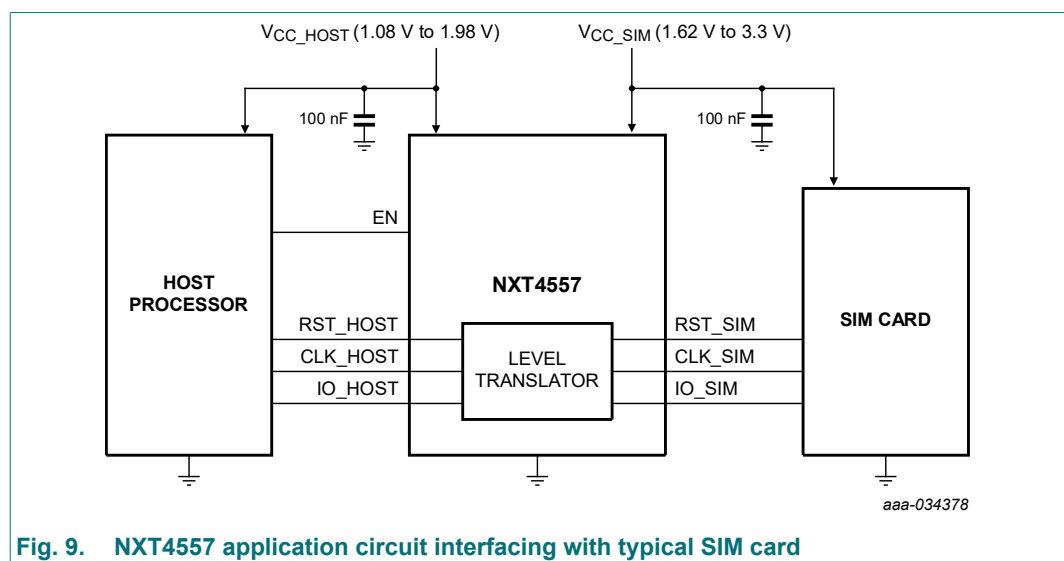 VCC_HOST (1.08 V to 1.98 V)
VCC_SIM (1.62 V to 3.3 V)
100 nF
100 nF
EN
HOST
PROCESSOR
NXT4557
SIM CARD
RST_HOST
CLK_HOST
IO_HOST
LEVEL
TRANSLATOR
RST_SIM
CLK_SIM
IO_SIM
aaa-034378
Fig. 9. NXT4557 application circuit interfacing with typical SIM card